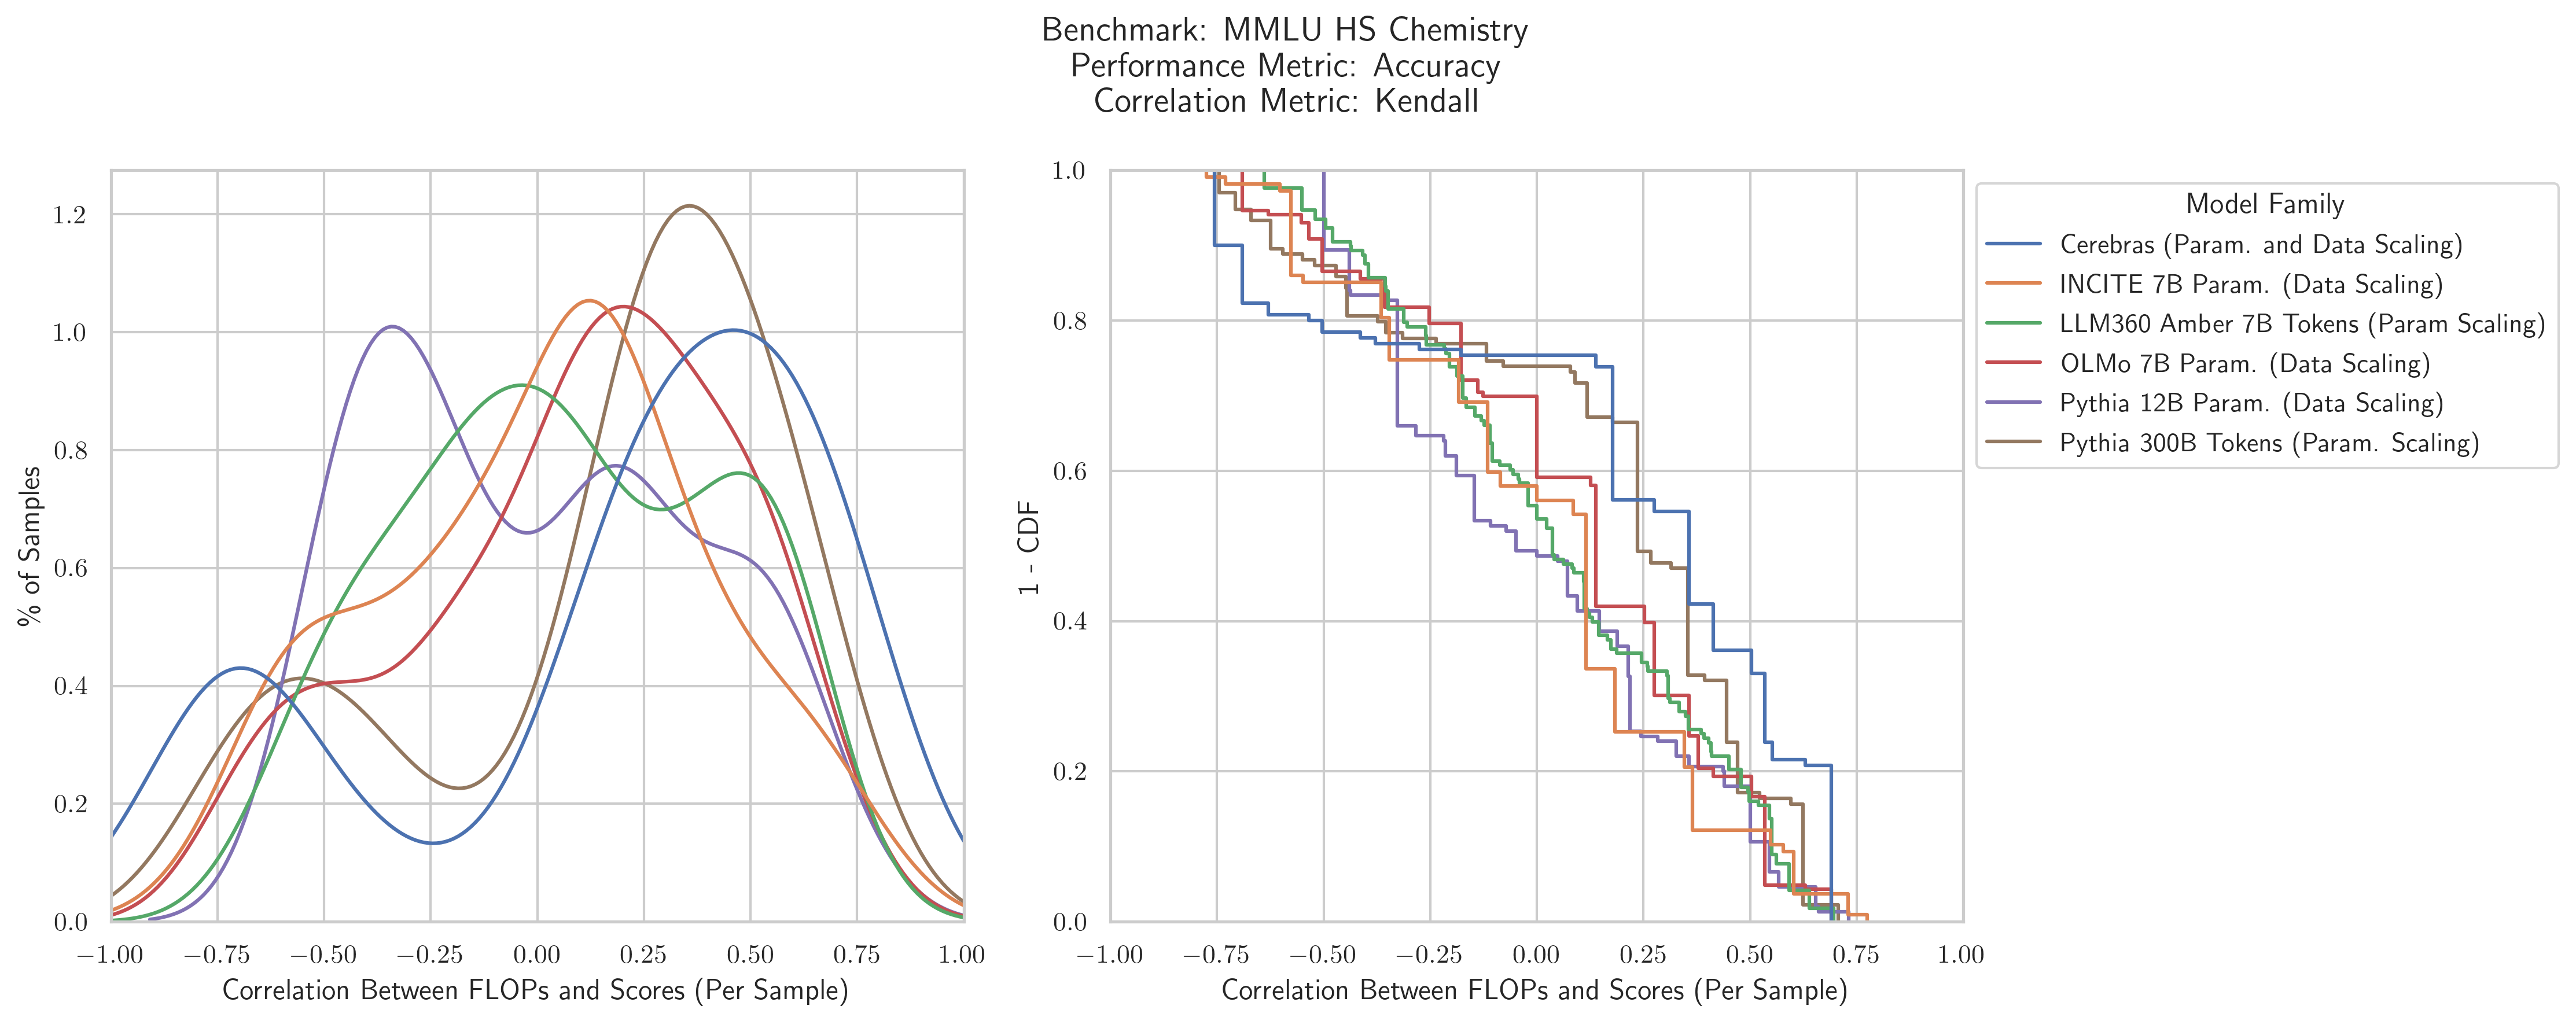 Benchmark: MMLU HS Chemistry
Performance Metric: Accuracy
Correlation Metric: Kendall
% of Samples
1.2
1.0
0.8
0.6
0.4
0.2
0.0
−1.00 −0.75 −0.50 −0.25 0.00 0.25 0.50 0.75 1.00
Correlation Between FLOPs and Scores (Per Sample)
1 - CDF
1.0
0.8
0.6
0.4
0.2
0.0
−1.00 −0.75 −0.50 −0.25 0.00 0.25 0.50 0.75 1.00
Correlation Between FLOPs and Scores (Per Sample)
Model Family
Cerebras (Param. and Data Scaling)
INCITE 7B Param. (Data Scaling)
LLM360 Amber 7B Tokens (Param Scaling)
OLMo 7B Param. (Data Scaling)
Pythia 12B Param. (Data Scaling)
Pythia 300B Tokens (Param. Scaling)